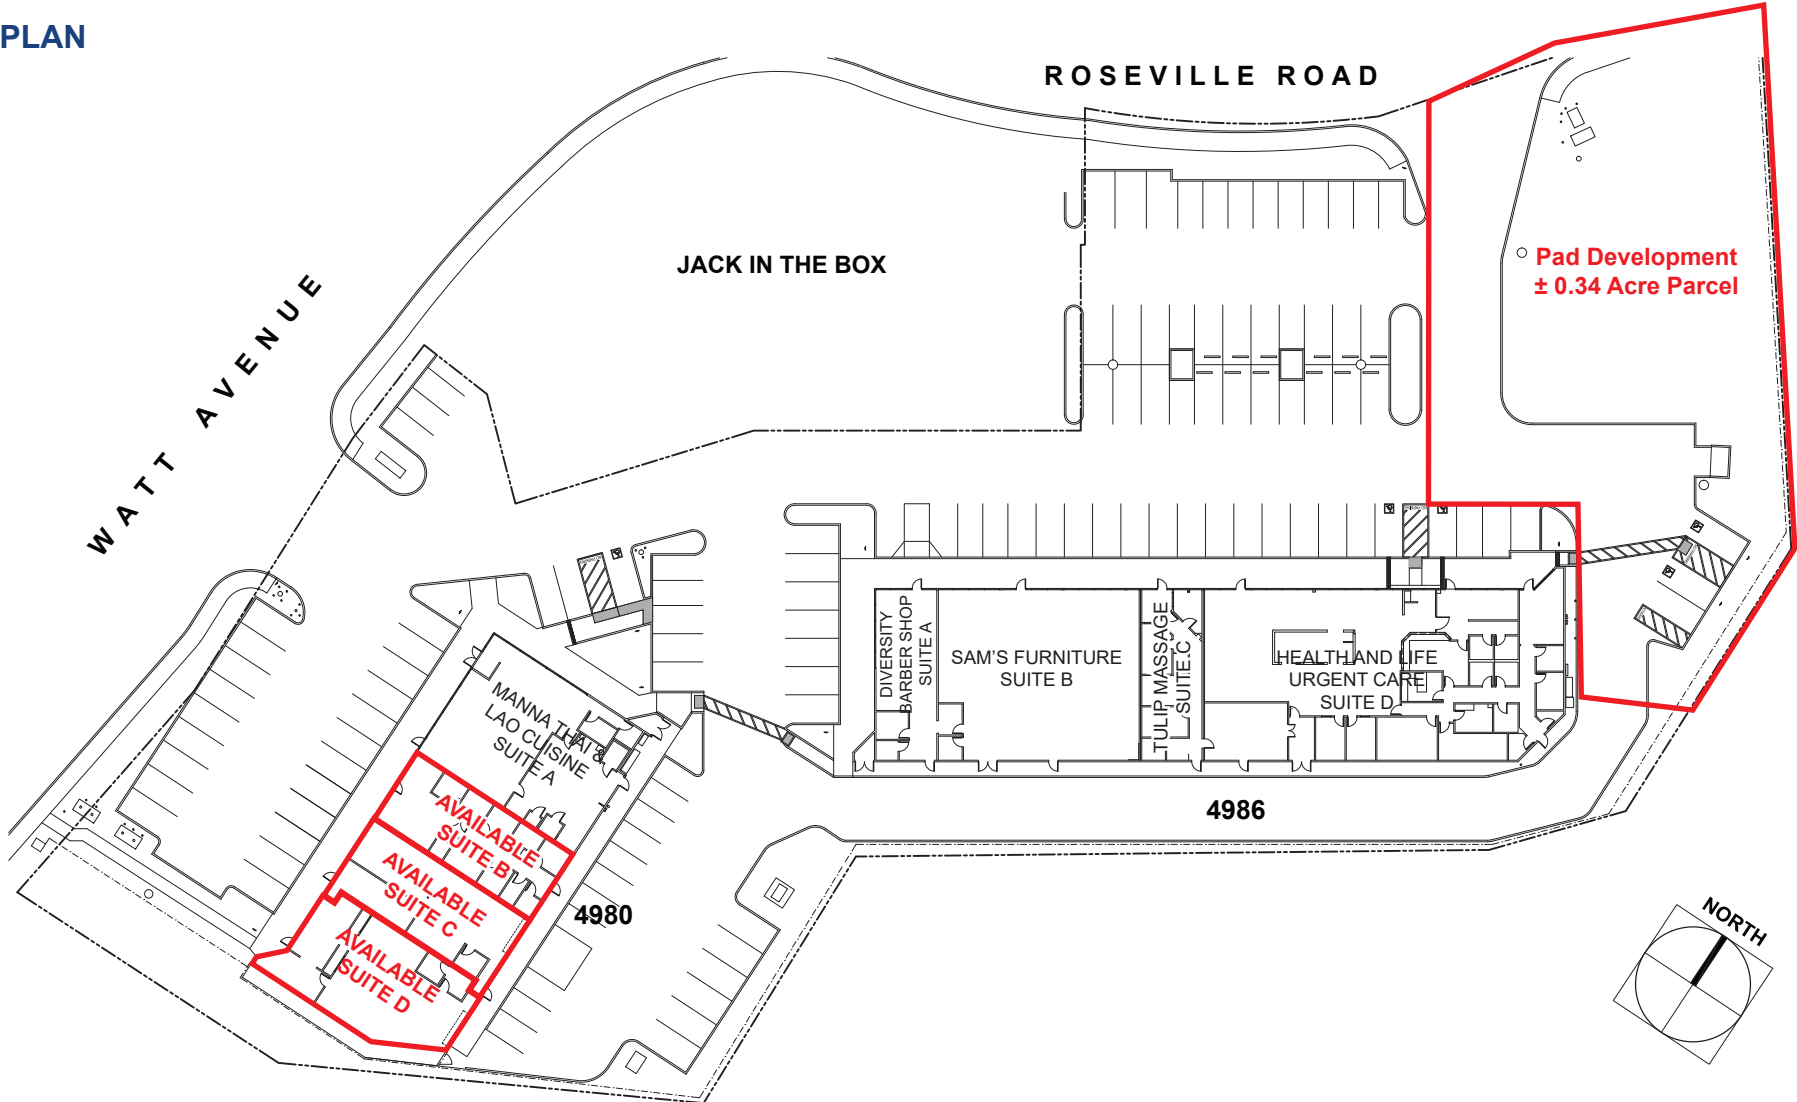 PLAN
ROSEVILLE ROAD
WATT AVENUE
JACK IN THE BOX
Pad Development
± 0.34 Acre Parcel
DIVERSITY
BARBER SHOP
SUITE A
SAM'S FURNITURE
SUITE B
TULIP MASSAGE
SUITE C
HEALTH AND LIFE
URGENT CARE
SUITE D
MANNA THAI &
LAO CUISINE
SUITE A
AVAILABLE
SUITE B
AVAILABLE
SUITE C
AVAILABLE
SUITE D
4980
4986
NORTH